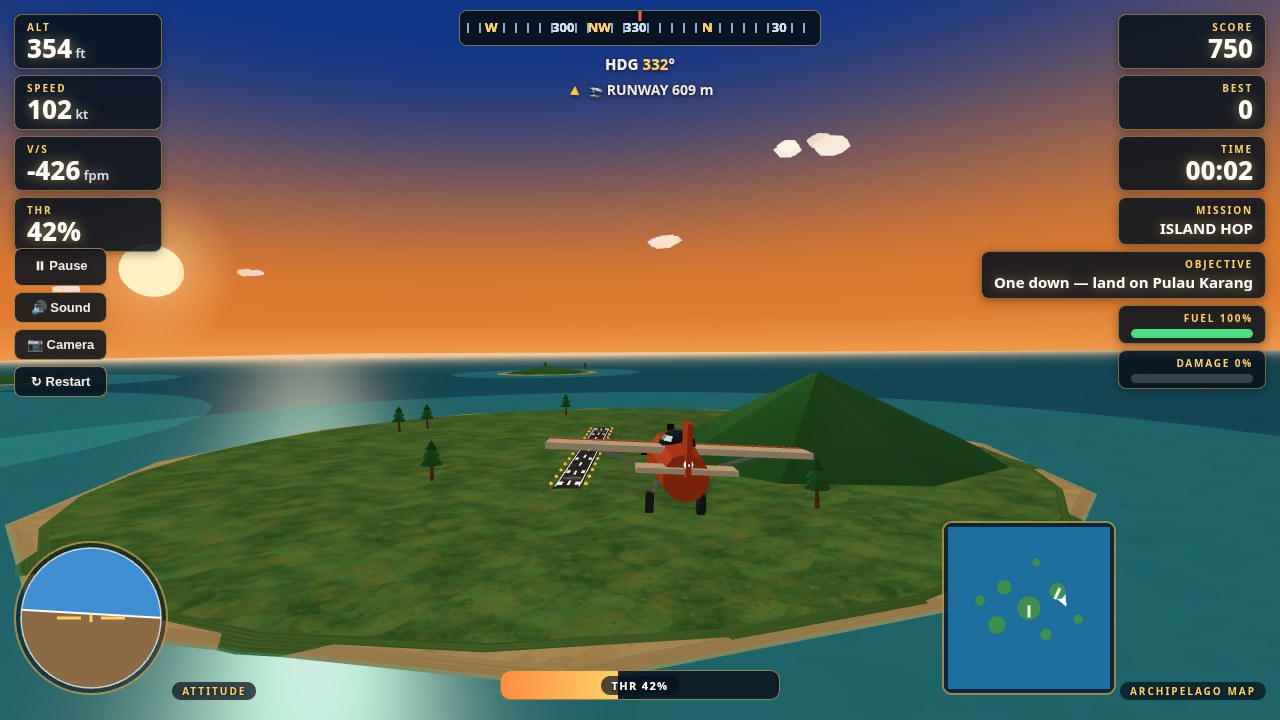 ALT
354 ft
SPEED
102 kt
V/S
-426 fpm
THR
42%
⏸ Pause
🔊 Sound
📷 Camera
↻ Restart
W 300 NW 330 N 30
HDG 332°
▲ 🛬 RUNWAY 609 m
SCORE
750
BEST
0
TIME
00:02
MISSION
ISLAND HOP
OBJECTIVE
One down — land on Pulau Karang
FUEL 100%
DAMAGE 0%
ATTITUDE
THR 42%
ARCHIPELAGO MAP